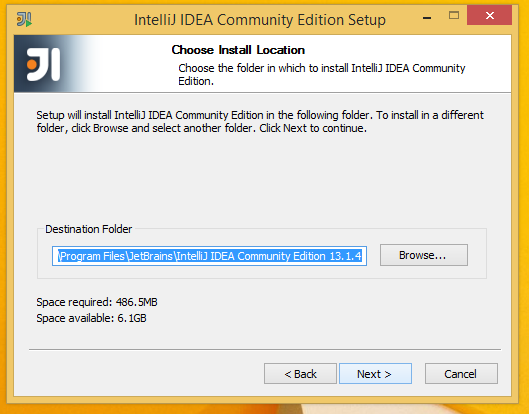 IntelliJ IDEA Community Edition Setup
Choose Install Location
Choose the folder in which to install IntelliJ IDEA Community
Edition.
Setup will install IntelliJ IDEA Community Edition in the following folder. To install in a different
folder, click Browse and select another folder. Click Next to continue.
Destination Folder
\Program Files\JetBrains\IntelliJ IDEA Community Edition 13.1.4
Browse...
Space required: 486.5MB
Space available: 6.1GB
< Back
Next >
Cancel